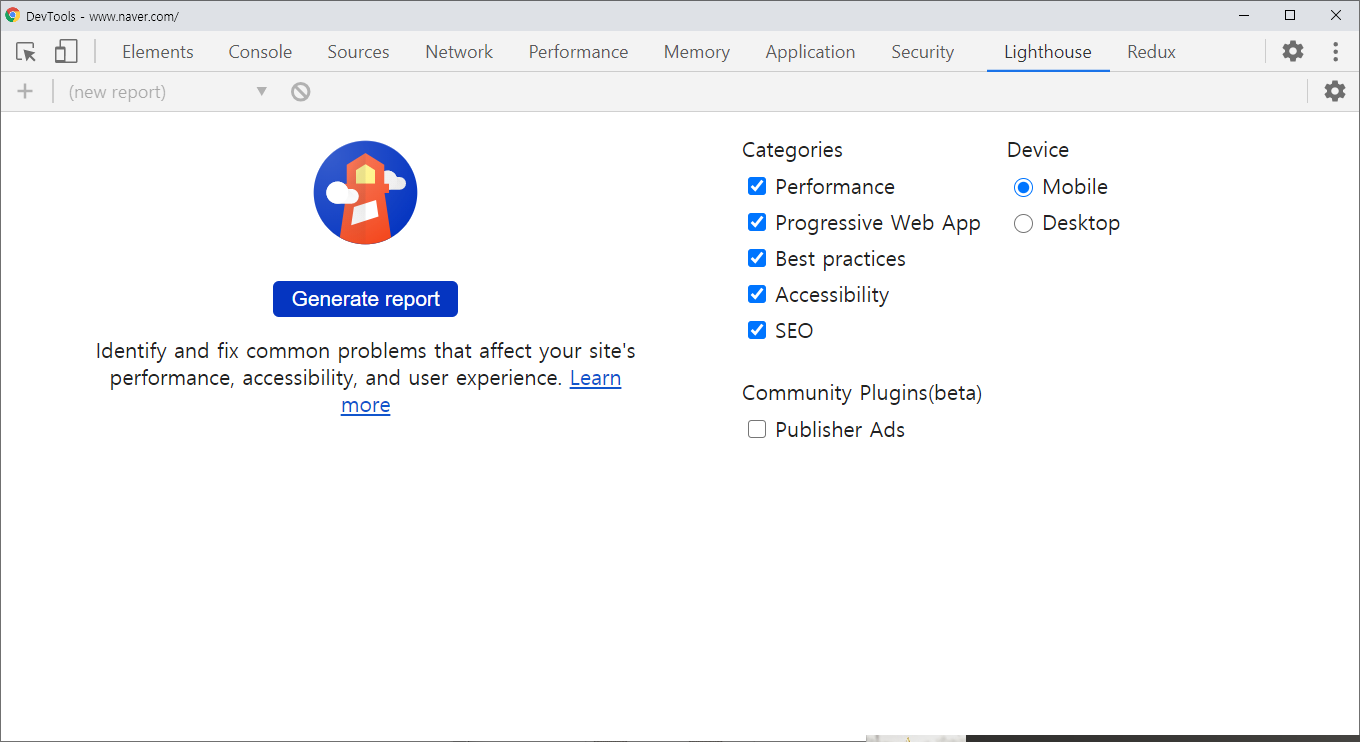 DevTools - www.naver.com/
Elements Console Sources Network Performance Memory Application Security Lighthouse Redux
(new report)
Categories
Performance
Progressive Web App
Best practices
Accessibility
SEO
Community Plugins(beta)
Publisher Ads
Device
Mobile
Desktop
Generate report
Identify and fix common problems that affect your site's
performance, accessibility, and user experience. Learn
more